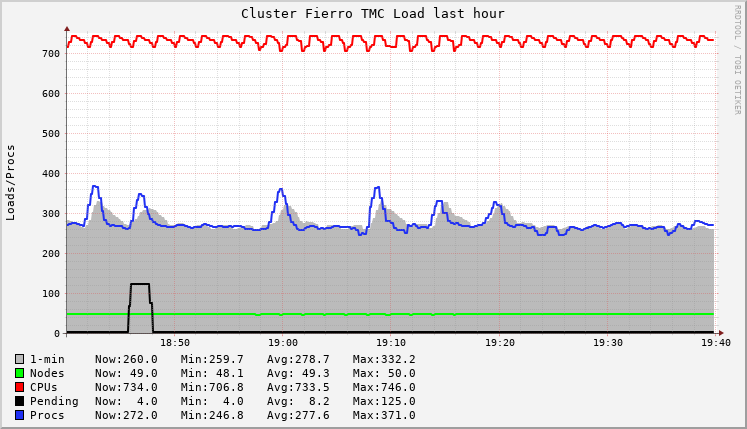 Cluster Fierro TMC Load last hour
RRDTOOL / TOBI OETIKER
Loads/Procs
700
600
500
400
300
200
100
0
18:50 19:00 19:10 19:20 19:30 19:40
1-min Now:260.0 Min:259.7 Avg:278.7 Max:332.2
Nodes Now: 49.0 Min: 48.1 Avg: 49.3 Max: 50.0
CPUs Now:734.0 Min:706.8 Avg:733.5 Max:746.0
Pending Now: 4.0 Min: 4.0 Avg: 8.2 Max:125.0
Procs Now:272.0 Min:246.8 Avg:277.6 Max:371.0